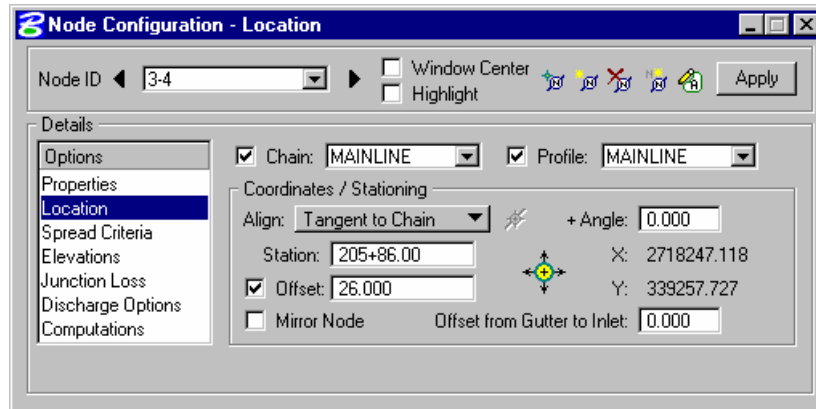 Node Configuration - Location
Node ID 3-4 Window Center Apply
Highlight
Details
Options Chain: MAINLINE Profile: MAINLINE
Properties Coordinates / Stationing
Location Align: Tangent to Chain + Angle: 0.000
Spread Criteria Station: 205+86.00 X: 2718247.118
Elevations
Junction Loss Offset: 26.000 Y: 339257.727
Discharge Options
Computations Mirror Node Offset from Gutter to Inlet: 0.000